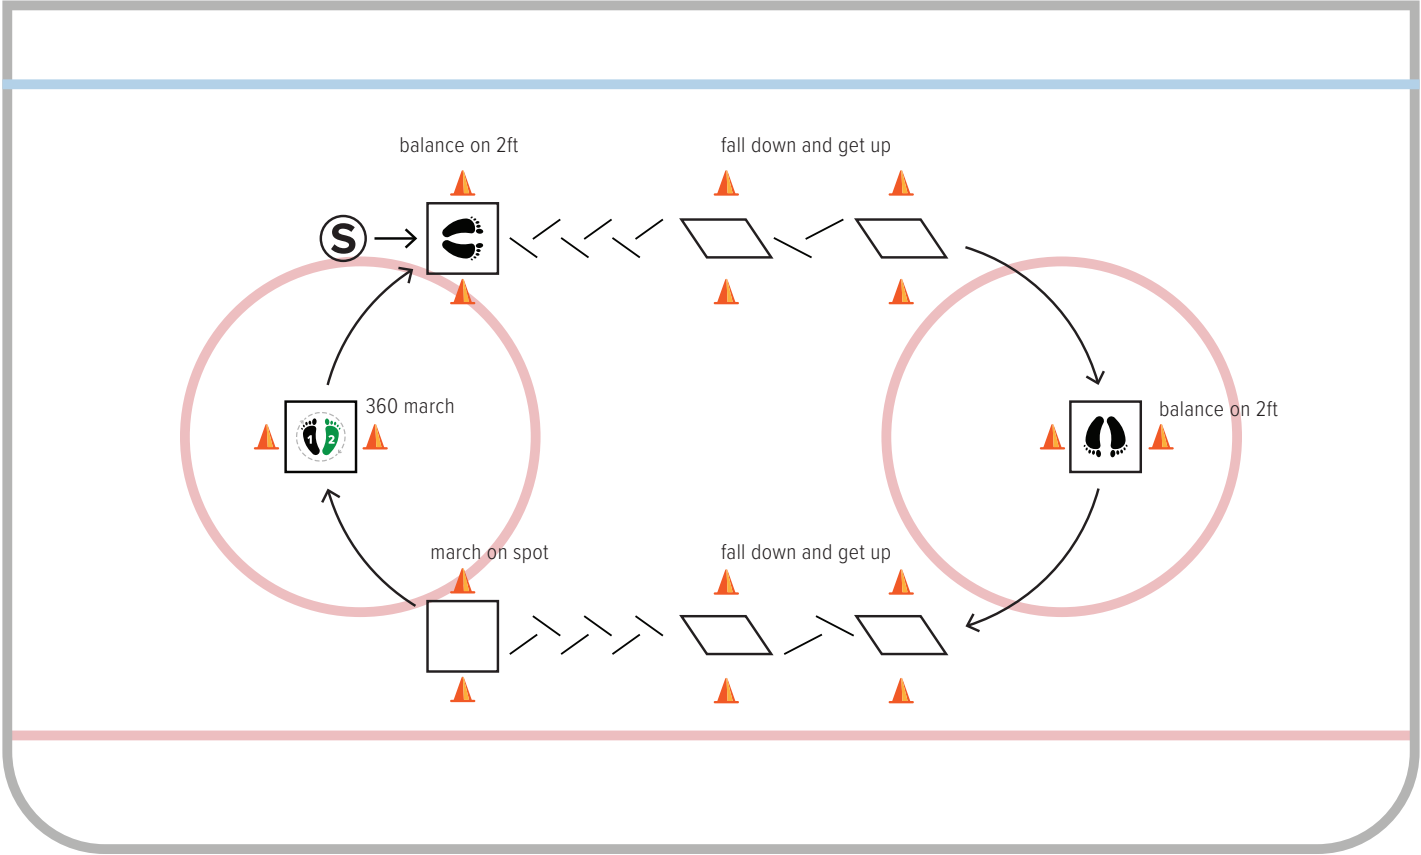 balance on 2ft
fall down and get up
S
360 march
1 2
balance on 2ft
march on spot
fall down and get up